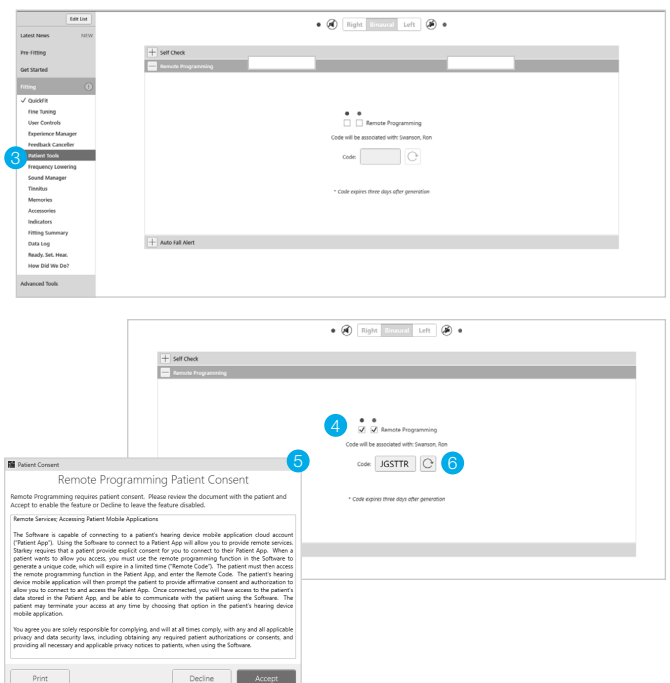 Edit List
Latest News NEW
Pre-Fitting
Get Started
Fitting
✓ QuickFit
Fine Tuning
User Controls
Experience Manager
Feedback Canceller
3 Patient Tools
Frequency Lowering
Sound Manager
Tinnitus
Memories
Accessories
Indicators
Fitting Summary
Data Log
Ready. Set. Hear.
How Did We Do?
Advanced Tools
Right Binaural Left
Self Check
Remote Programming
Remote Programming
Code will be associated with: Swanson, Ron
Code:
* Code expires three days after generation
Auto Fall Alert
Right Binaural Left
Self Check
Remote Programming
4 Remote Programming
Code will be associated with: Swanson, Ron
Code: JGSTTR 6
* Code expires three days after generation
Patient Consent 5
Remote Programming Patient Consent
Remote Programming requires patient consent. Please review the document with the patient and
Accept to enable the feature or Decline to leave the feature disabled.
Remote Services; Accessing Patient Mobile Applications
The Software is capable of connecting to a patient's hearing device mobile application cloud account
("Patient App"). Using the Software to connect to a Patient App will allow you to provide remote services.
Starkey requires that a patient provide explicit consent for you to connect to their Patient App. When a
patient wants to allow you access, you must use the remote programming function in the Software to
generate a unique code, which will expire in a limited time ("Remote Code"). The patient must then access
the remote programming function in the Patient App, and enter the Remote Code. The patient's hearing
device mobile application will then prompt the patient to provide affirmative consent and authorization to
allow you to connect to and access the Patient App. Once connected, you will have access to the patient's
data stored in the Patient App, and be able to communicate with the patient using the Software. The
patient may terminate your access at any time by choosing that option in the patient's hearing device
mobile application.
You agree you are solely responsible for complying, and will at all times comply, with any and all applicable
privacy and data security laws, including obtaining any required patient authorizations or consents, and
providing all necessary and applicable privacy notices to patients, when using the Software.
Print Decline Accept